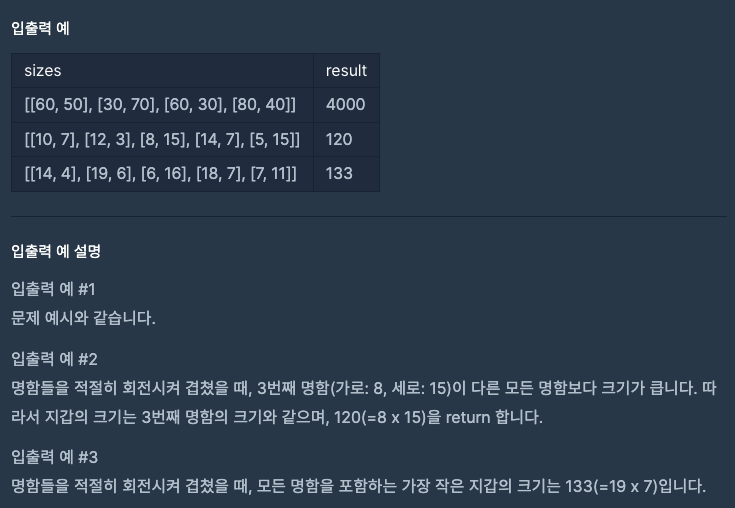 입출력 예
sizes result
[[60, 50], [30, 70], [60, 30], [80, 40]] 4000
[[10, 7], [12, 3], [8, 15], [14, 7], [5, 15]] 120
[[14, 4], [19, 6], [6, 16], [18, 7], [7, 11]] 133
입출력 예 설명
입출력 예 #1
문제 예시와 같습니다.
입출력 예 #2
명함들을 적절히 회전시켜 겹쳤을 때, 3번째 명함(가로: 8, 세로: 15)이 다른 모든 명함보다 크기가 큽니다. 따
라서 지갑의 크기는 3번째 명함의 크기와 같으며, 120(=8 x 15)을 return 합니다.
입출력 예 #3
명함들을 적절히 회전시켜 겹쳤을 때, 모든 명함을 포함하는 가장 작은 지갑의 크기는 133(=19 x 7)입니다.